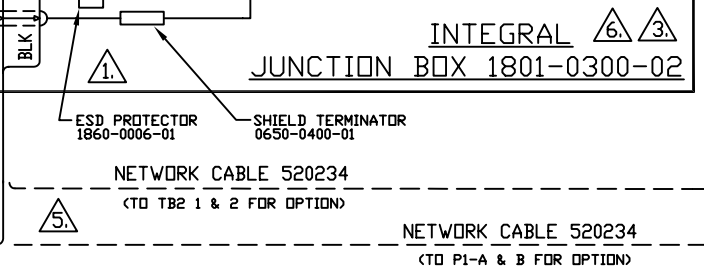 BLK
1.
INTEGRAL 6. 3.
JUNCTION BOX 1801-0300-02
ESD PROTECTOR
1860-0006-01
SHIELD TERMINATOR
0650-0400-01
NETWORK CABLE 520234
(TO TB2 1 & 2 FOR OPTION)
5.
NETWORK CABLE 520234
(TO P1-A & B FOR OPTION)